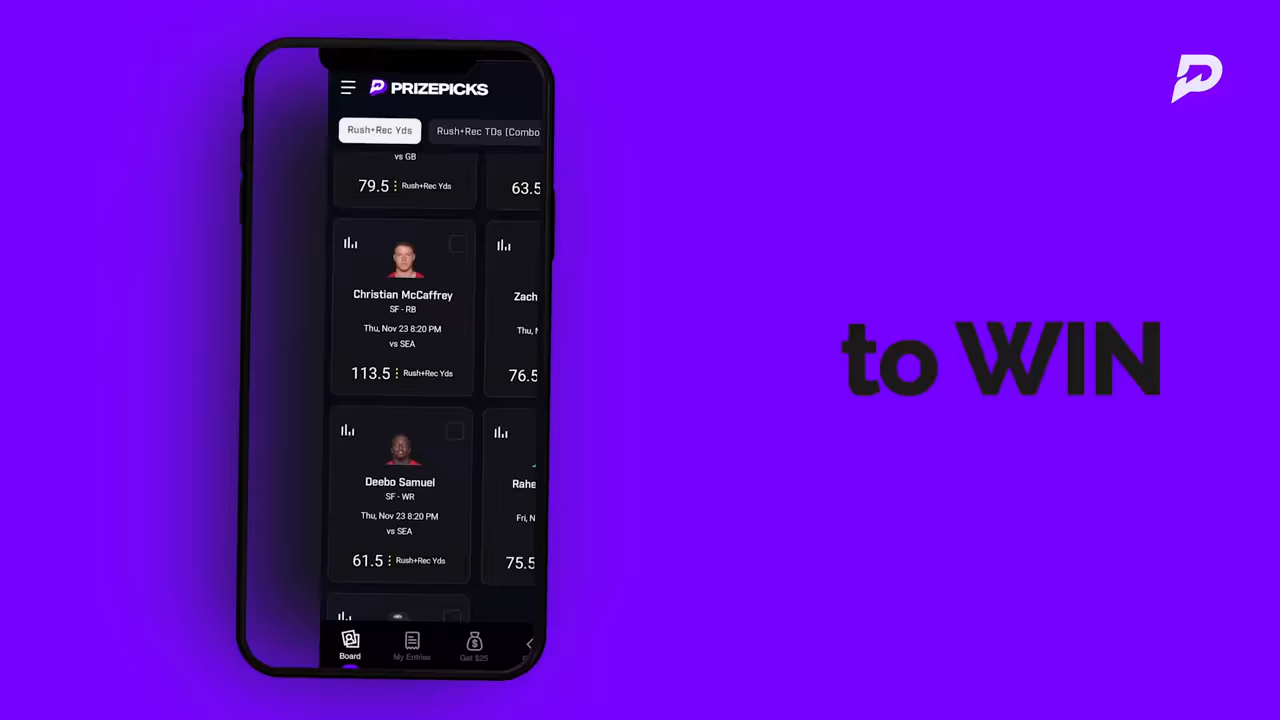 PRIZEPICKS
Rush+Rec Yds
Rush+Rec TDs (Combo
vs GB
79.5 Rush+Rec Yds
63.5
Christian McCaffrey
SF - RB
Thu, Nov 23 8:20 PM
vs SEA
113.5 Rush+Rec Yds
Zach
Thu,
76.5
Deebo Samuel
SF - WR
Thu, Nov 23 8:20 PM
vs SEA
61.5 Rush+Rec Yds
Rahe
Fri, N
75.5
Board
My Entries
Get $25
to WIN